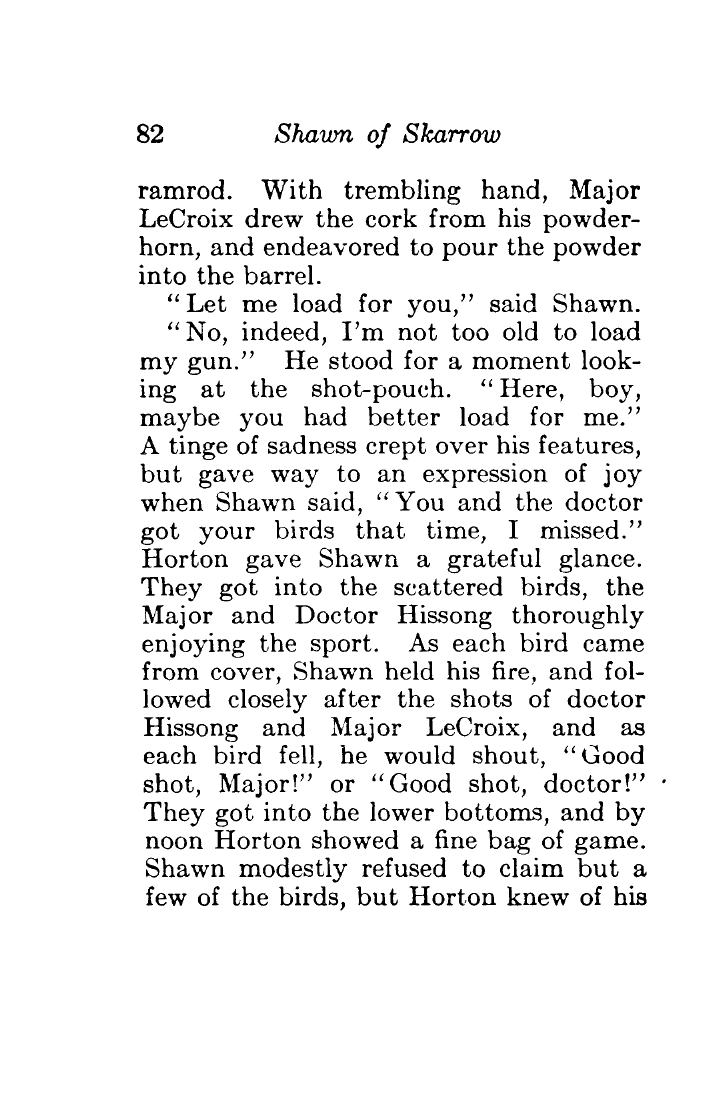 82 Shawn of Skarrow
ramrod. With trembling hand, Major
LeCroix drew the cork from his powder-
horn, and endeavored to pour the powder
into the barrel.
“Let me load for you,” said Shawn.
“No, indeed, I’m not too old to load
my gun.” He stood for a moment look-
ing at the shot-pouch. “Here, boy,
maybe you had better load for me.”
A tinge of sadness crept over his features,
but gave way to an expression of joy
when Shawn said, “You and the doctor
got your birds that time, I missed.”
Horton gave Shawn a grateful glance.
They got into the scattered birds, the
Major and Doctor Hissong thoroughly
enjoying the sport. As each bird came
from cover, Shawn held his fire, and fol-
lowed closely after the shots of doctor
Hissong and Major LeCroix, and as
each bird fell, he would shout, “Good
shot, Major!” or “Good shot, doctor!”
They got into the lower bottoms, and by
noon Horton showed a fine bag of game.
Shawn modestly refused to claim but a
few of the birds, but Horton knew of his